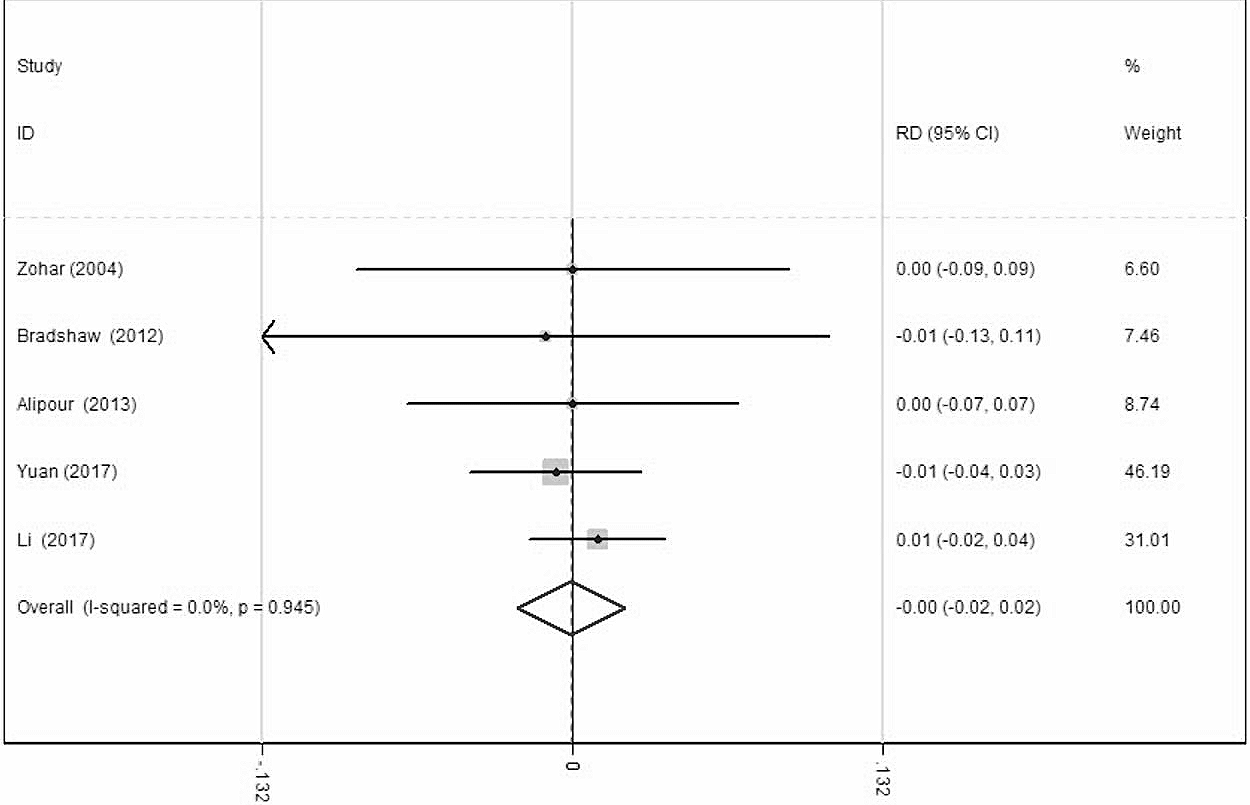 Study %
ID RD (95% CI) Weight
Zohar (2004) 0.00 (-0.09, 0.09) 6.60
Bradshaw (2012) -0.01 (-0.13, 0.11) 7.46
Alipour (2013) 0.00 (-0.07, 0.07) 8.74
Yuan (2017) -0.01 (-0.04, 0.03) 46.19
Li (2017) 0.01 (-0.02, 0.04) 31.01
Overall (I-squared = 0.0%, p = 0.945) -0.00 (-0.02, 0.02) 100.00
-.132 0 .132